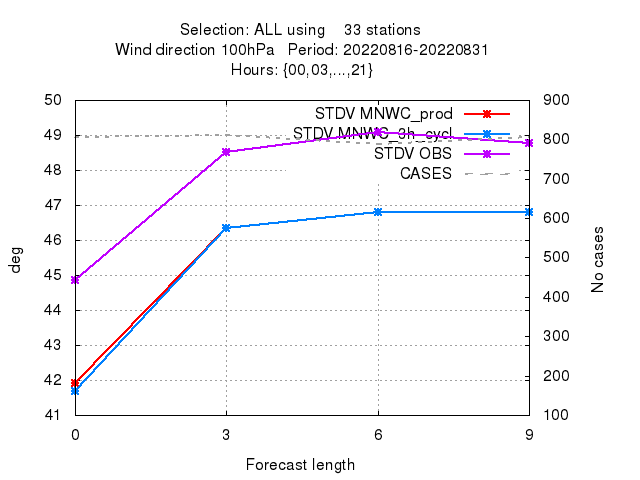 Selection: ALL using 33 stations
Wind direction 100hPa Period: 20220816-20220831
Hours: {00,03,...,21}
STDV MNWC_prod
STDV MNWC_3h_cycl
STDV OBS
CASES
50
49
48
47
46
45
44
43
42
41
900
800
700
600
500
400
300
200
100
deg
No cases
0 3 6 9
Forecast length